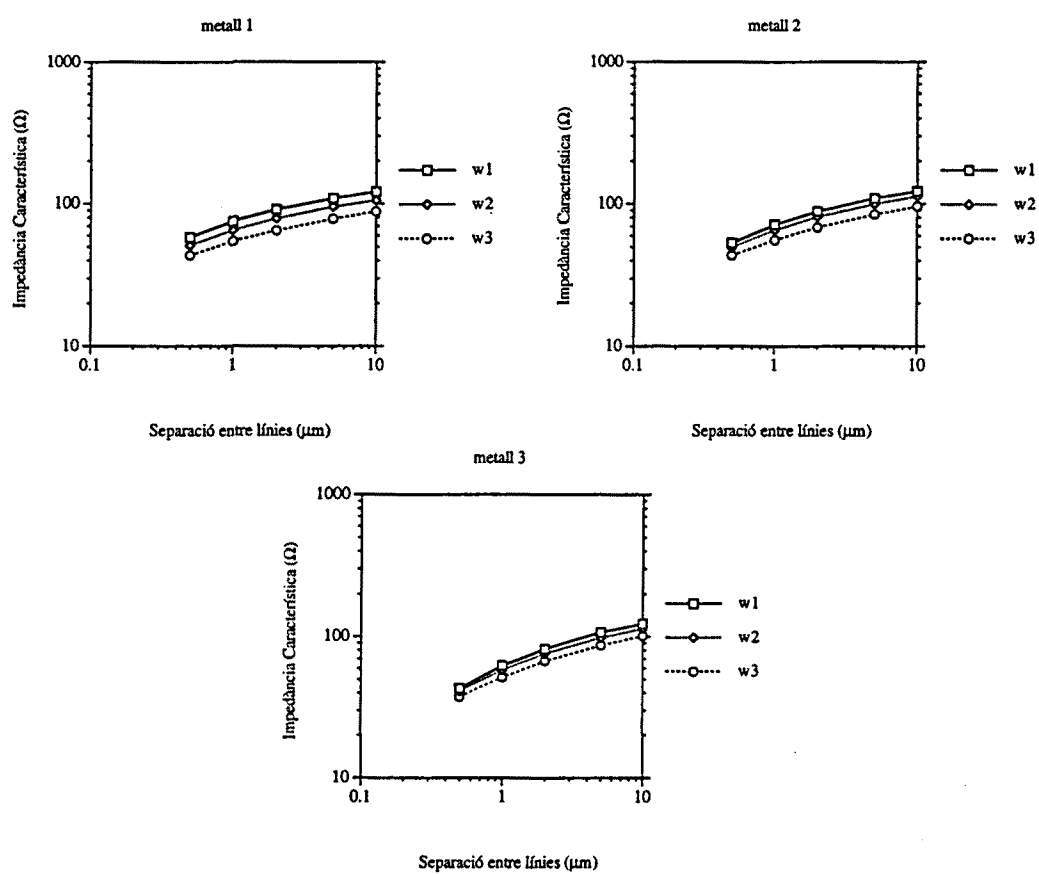 metall 1
1000
100
10
0.1
1
10
Impedància Característica (Ω)
Separació entre línies (μm)
w1
w2
w3
metall 2
1000
100
10
0.1
1
10
Impedància Característica (Ω)
Separació entre línies (μm)
w1
w2
w3
metall 3
1000
100
10
0.1
1
10
Impedància Característica (Ω)
Separació entre línies (μm)
w1
w2
w3